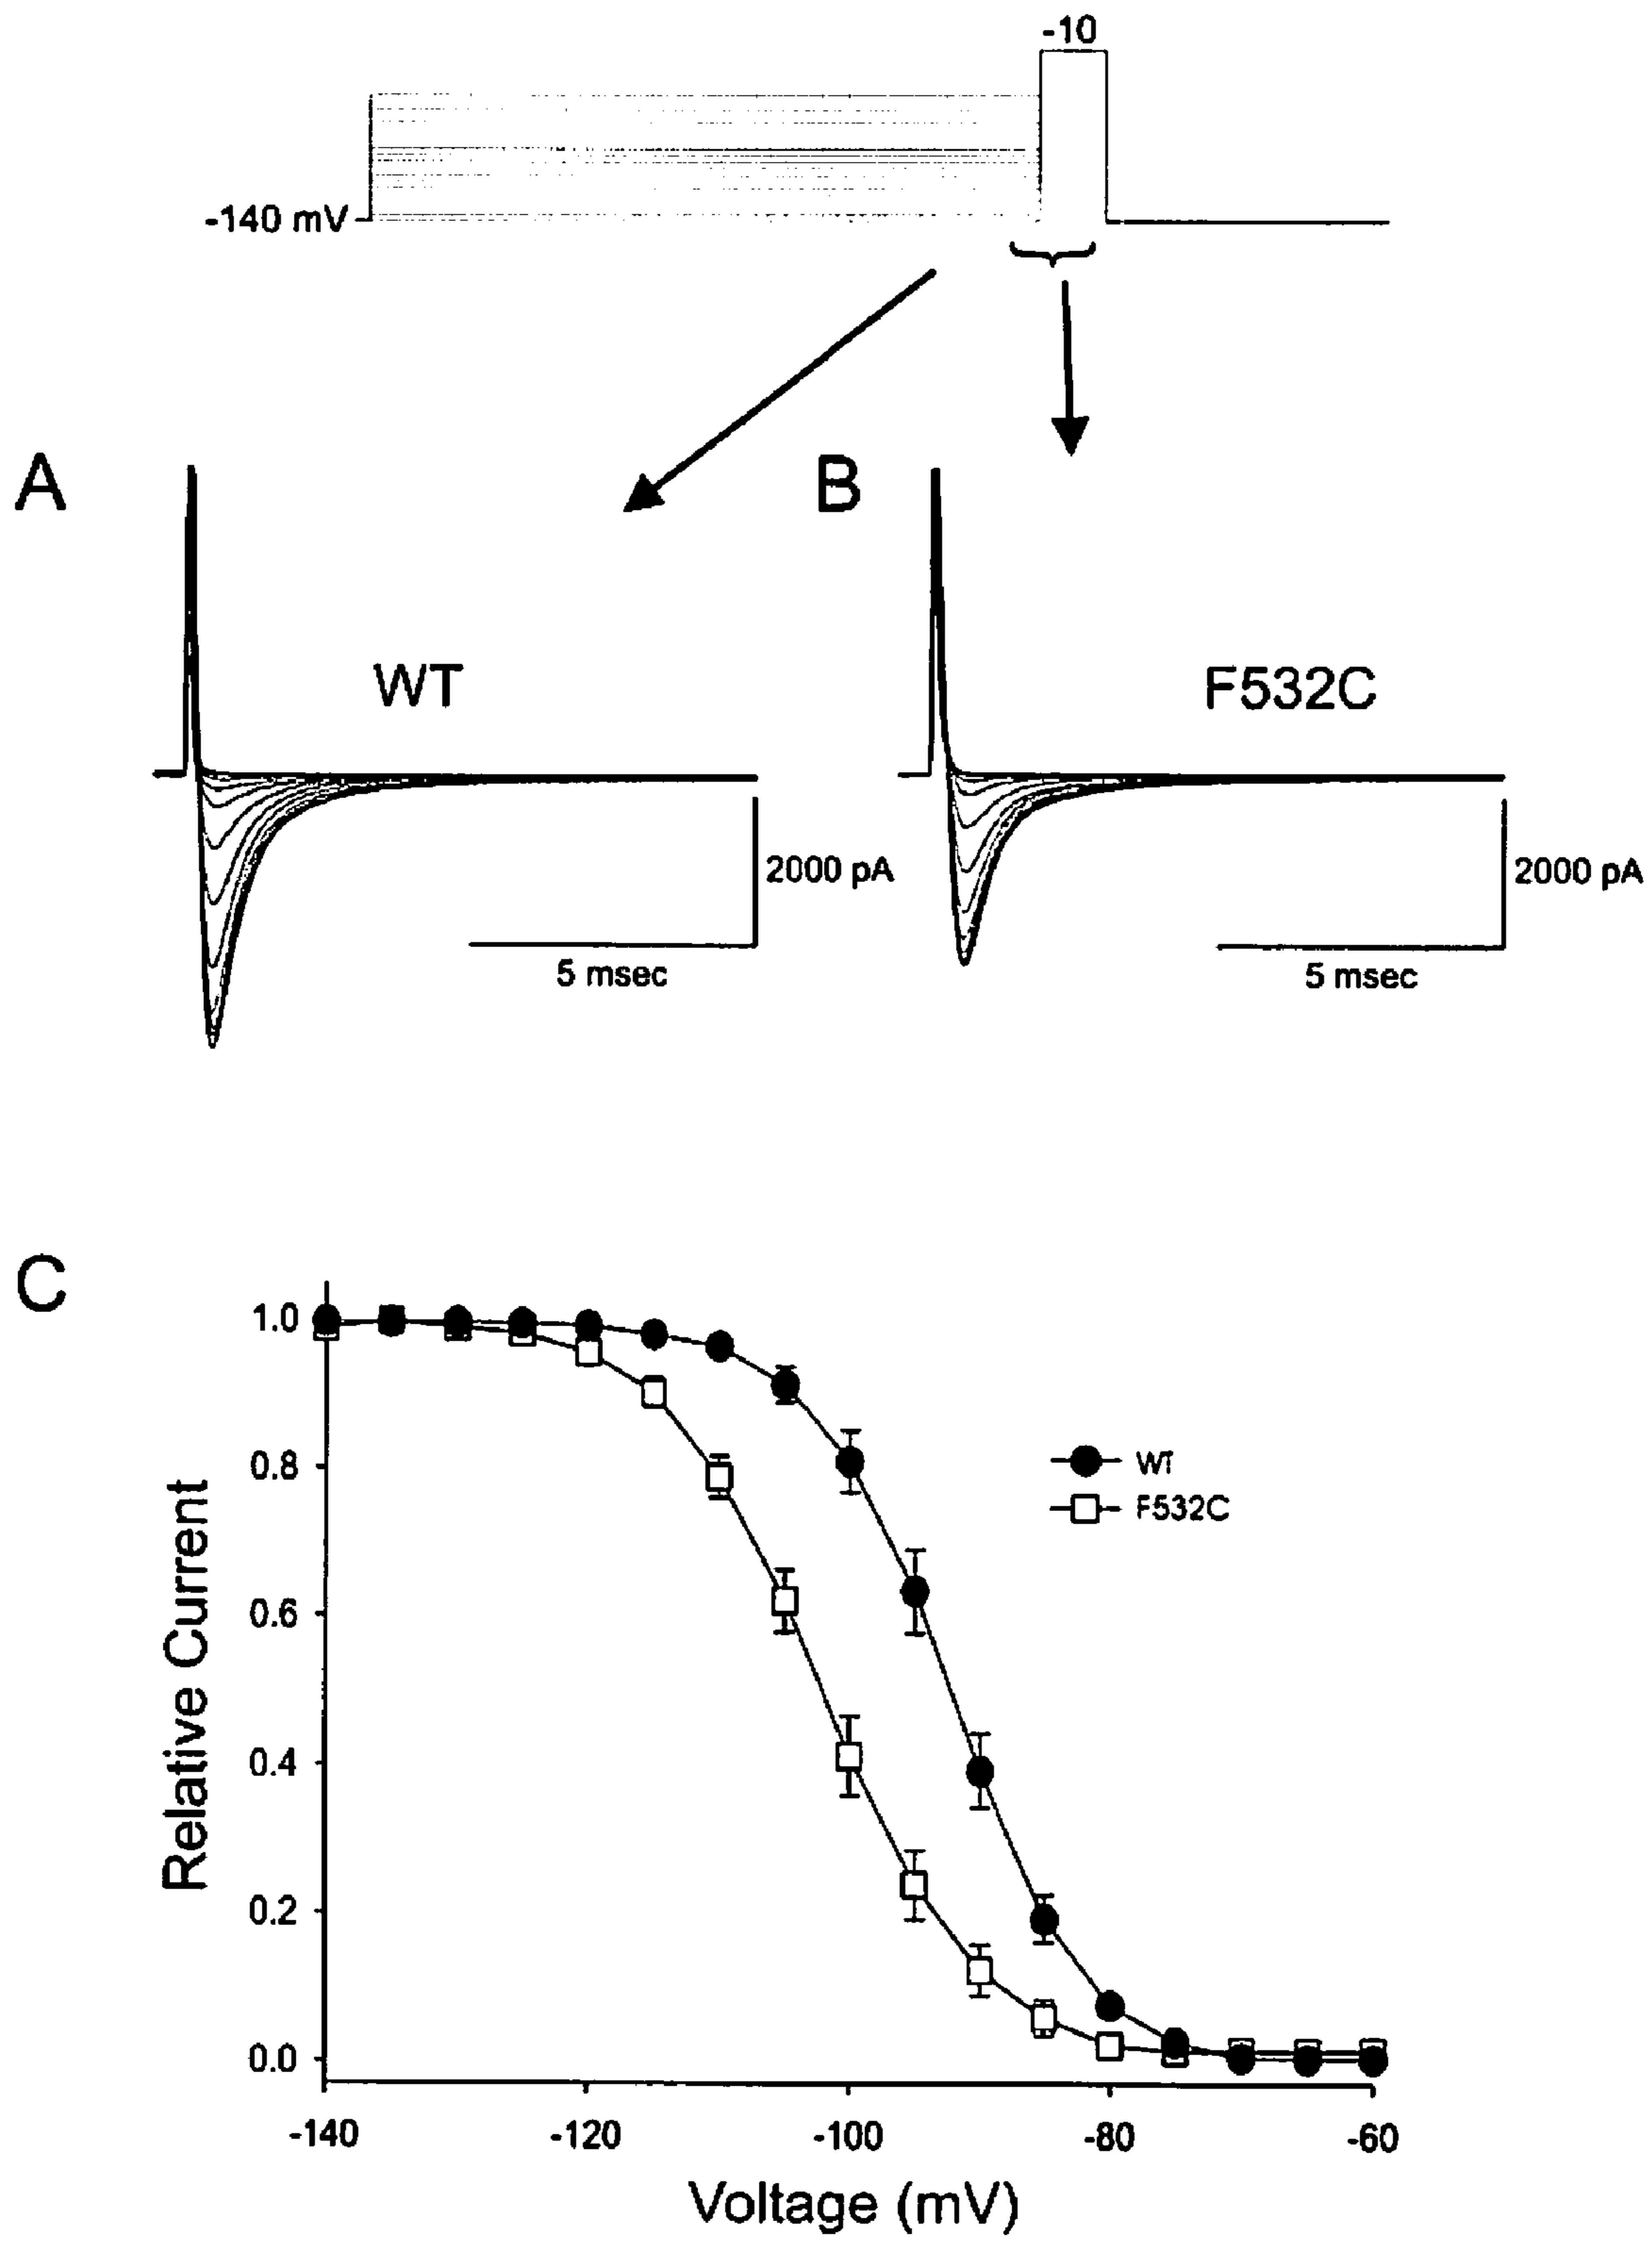 -10
-140 mV
A
B
WT
F532C
2000 pA
2000 pA
5 msec
5 msec
C
1.0
0.8
0.6
0.4
0.2
0.0
Relative Current
WT
F532C
-140
-120
-100
-80
-60
Voltage (mV)